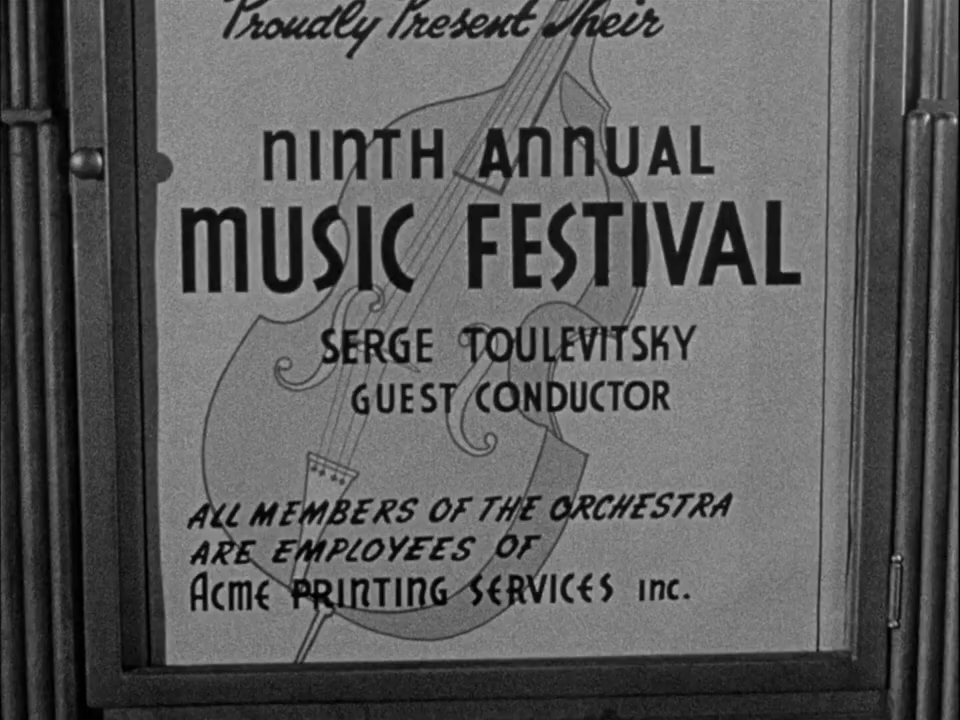 Proudly Present Their
NINTH ANNUAL
MUSIC FESTIVAL
SERGE TOULEVITSKY
GUEST CONDUCTOR
ALL MEMBERS OF THE ORCHESTRA
ARE EMPLOYEES OF
ACME PRINTING SERVICES INC.